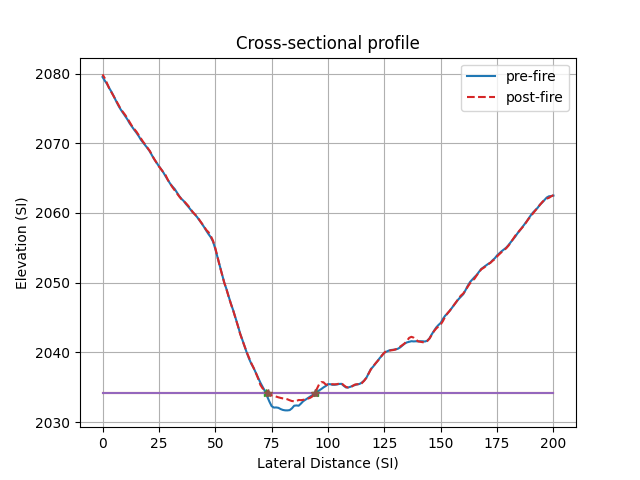 Cross-sectional profile
pre-fire
post-fire
Elevation (SI)
2080
2070
2060
2050
2040
2030
0 25 50 75 100 125 150 175 200
Lateral Distance (SI)